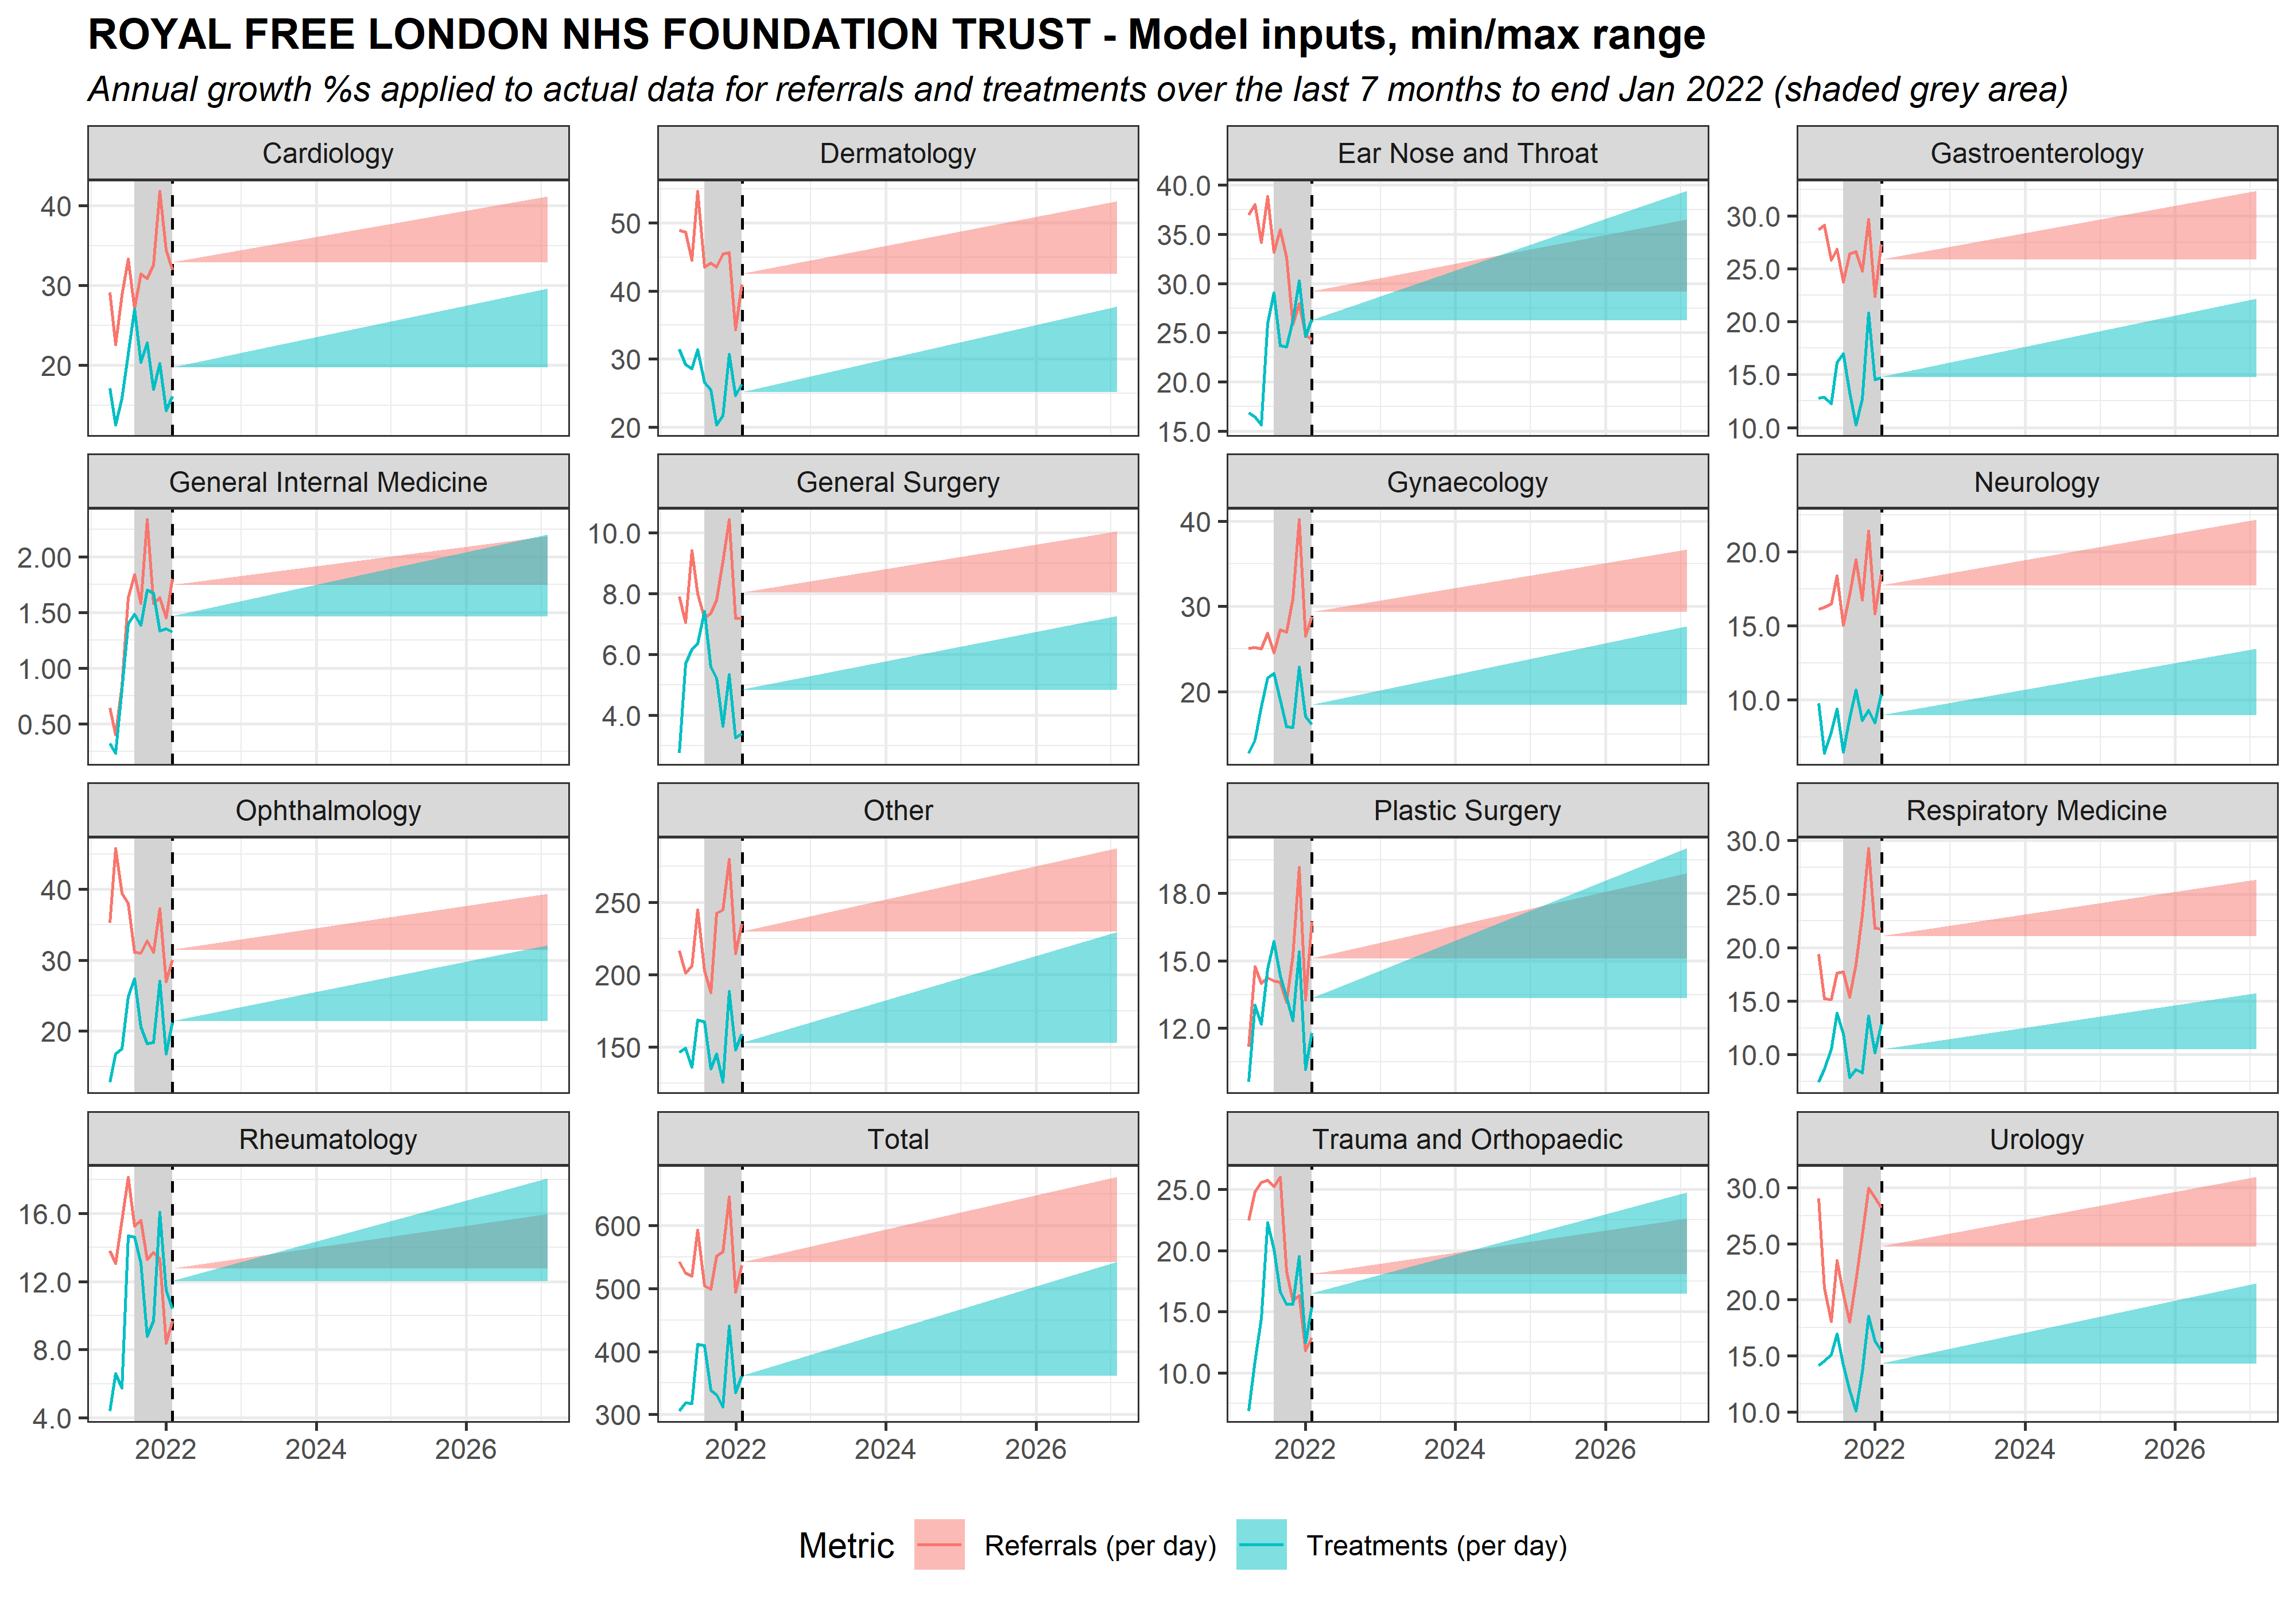 ROYAL FREE LONDON NHS FOUNDATION TRUST - Model inputs, min/max range
Annual growth %s applied to actual data for referrals and treatments over the last 7 months to end Jan 2022 (shaded grey area)
Cardiology
40
30
20
Dermatology
50
40
30
20
Ear Nose and Throat
40.0
35.0
30.0
25.0
20.0
15.0
Gastroenterology
30.0
25.0
20.0
15.0
10.0
General Internal Medicine
2.00
1.50
1.00
0.50
General Surgery
10.0
8.0
6.0
4.0
Gynaecology
40
30
20
Neurology
20.0
15.0
10.0
Ophthalmology
40
30
20
Other
250
200
150
Plastic Surgery
18.0
15.0
12.0
Respiratory Medicine
30.0
25.0
20.0
15.0
10.0
Rheumatology
16.0
12.0
8.0
4.0
2022 2024 2026
Total
600
500
400
300
2022 2024 2026
Trauma and Orthopaedic
25.0
20.0
15.0
10.0
2022 2024 2026
Urology
30.0
25.0
20.0
15.0
10.0
2022 2024 2026
Metric Referrals (per day) Treatments (per day)